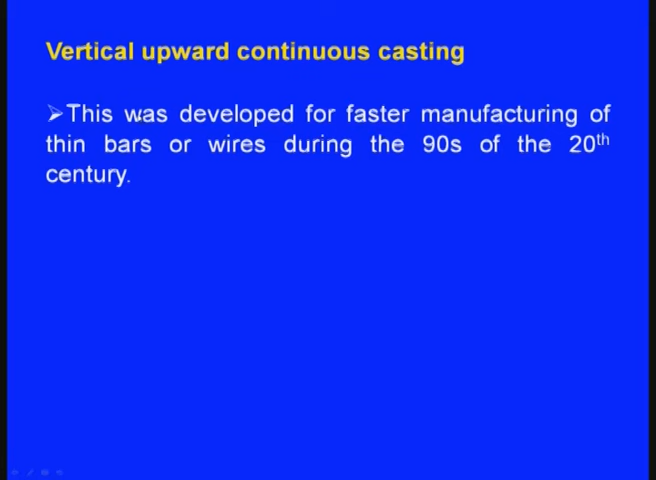 Vertical upward continuous casting
➢This was developed for faster manufacturing of
thin bars or wires during the 90s of the 20th
century.